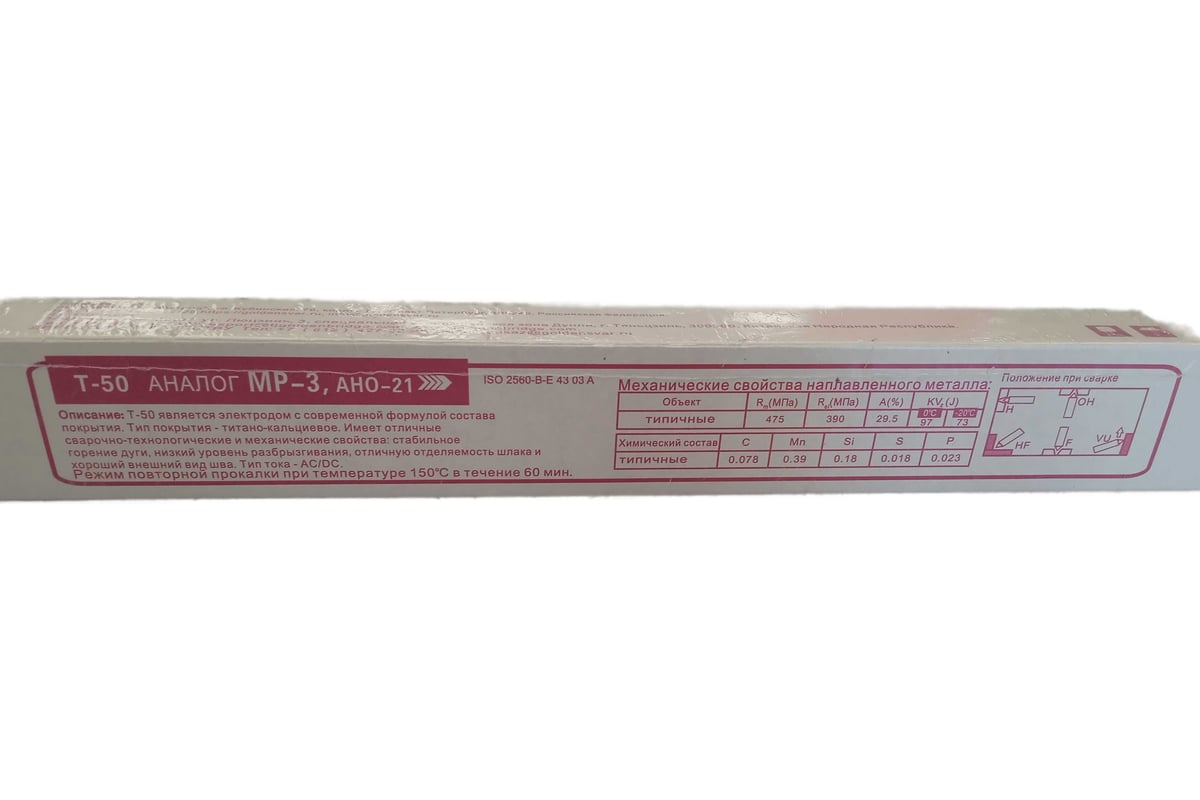 Российская Федерация.
Народная Республика
Т-50 АНАЛОГ МР-3, АНО-21
ISO 2560-B-E 43 03 A
Описание: Т-50 является электродом с современной формулой состава
покрытия. Тип покрытия - титано-кальциевое. Имеет отличные
сварочно-технологические и механические свойства: стабильное
горение дуги, низкий уровень разбрызгивания, отличную отделяемость шлака и
хороший внешний вид шва. Тип тока - AC/DC.
Режим повторной прокалки при температуре 150℃ в течение 60 мин.
Механические свойства наплавленного металла:
Объект Rm(МПа) (МПа) A(%) KV (J)
0℃ -20℃
типичные 475 390 29.5 97 73
Химический состав C Mn Si S P
типичные 0.078 0.39 0.18 0.018 0.023
Положение при сварке
H OH
HF F VU